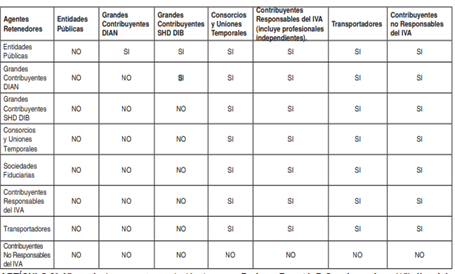 Agentes Retenedores Entidades Públicas Grandes Contribuyentes DIAN Grandes Contribuyentes SHD DIB Consorcios y Uniones Temporales Contribuyentes Responsables del IVA (incluye profesionales independientes). Transportadores Contribuyentes no Responsables del IVA
Entidades Públicas NO SI SI SI SI SI SI
Grandes Contribuyentes DIAN NO NO SI SI SI SI SI
Grandes Contribuyentes SHD DIB NO NO NO SI SI SI SI
Consorcios y Uniones Temporales NO NO NO SI SI SI SI
Sociedades Fiduciarias NO NO NO SI SI SI SI
Contribuyentes Responsables del IVA NO NO NO SI SI SI SI
Transportadores NO NO NO SI SI SI SI
Contribuyentes No Responsables del IVA NO NO NO NO NO NO NO